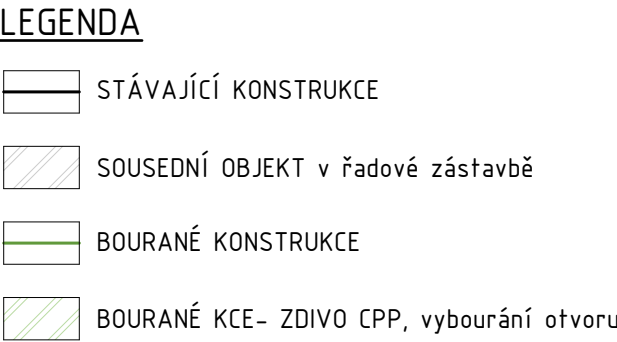 LEGENDA
STÁVAJÍCÍ KONSTRUKCE
SOUSEDNÍ OBJEKT v řadové zástavbě
BOURANÉ KONSTRUKCE
BOURANÉ KCE- ZDIVO CPP, vybourání otvoru